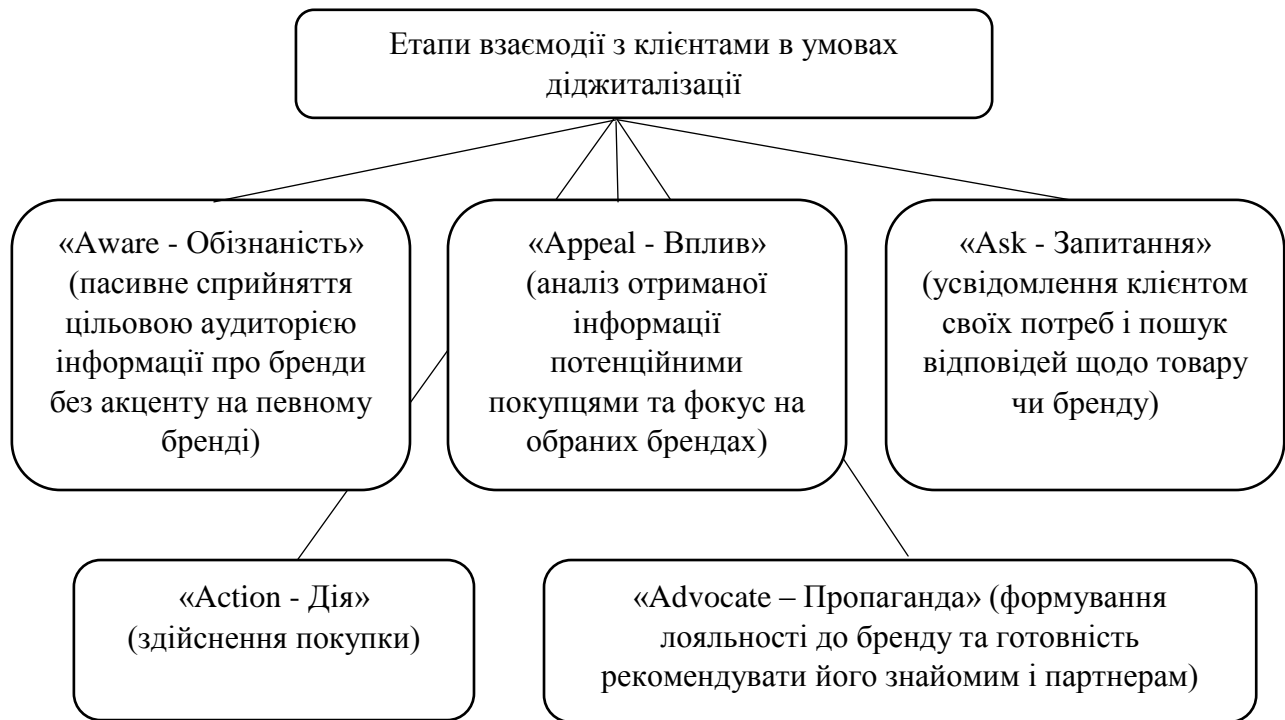 Етапи взаємодії з клієнтами в умовах
діджиталізації
«Aware - Обізнаність»
(пасивне сприйняття
цільовою аудиторією
інформації про бренди
без акценту на певному
бренді)
«Appeal - Вплив»
(аналіз отриманої
інформації
потенційними
покупцями та фокус на
обраних брендах)
«Ask - Запитання»
(усвідомлення клієнтом
своїх потреб і пошук
відповідей щодо товару
чи бренду)
«Action - Дія»
(здійснення покупки)
«Advocate – Пропаганда» (формування
лояльності до бренду та готовність
рекомендувати його знайомим і партнерам)